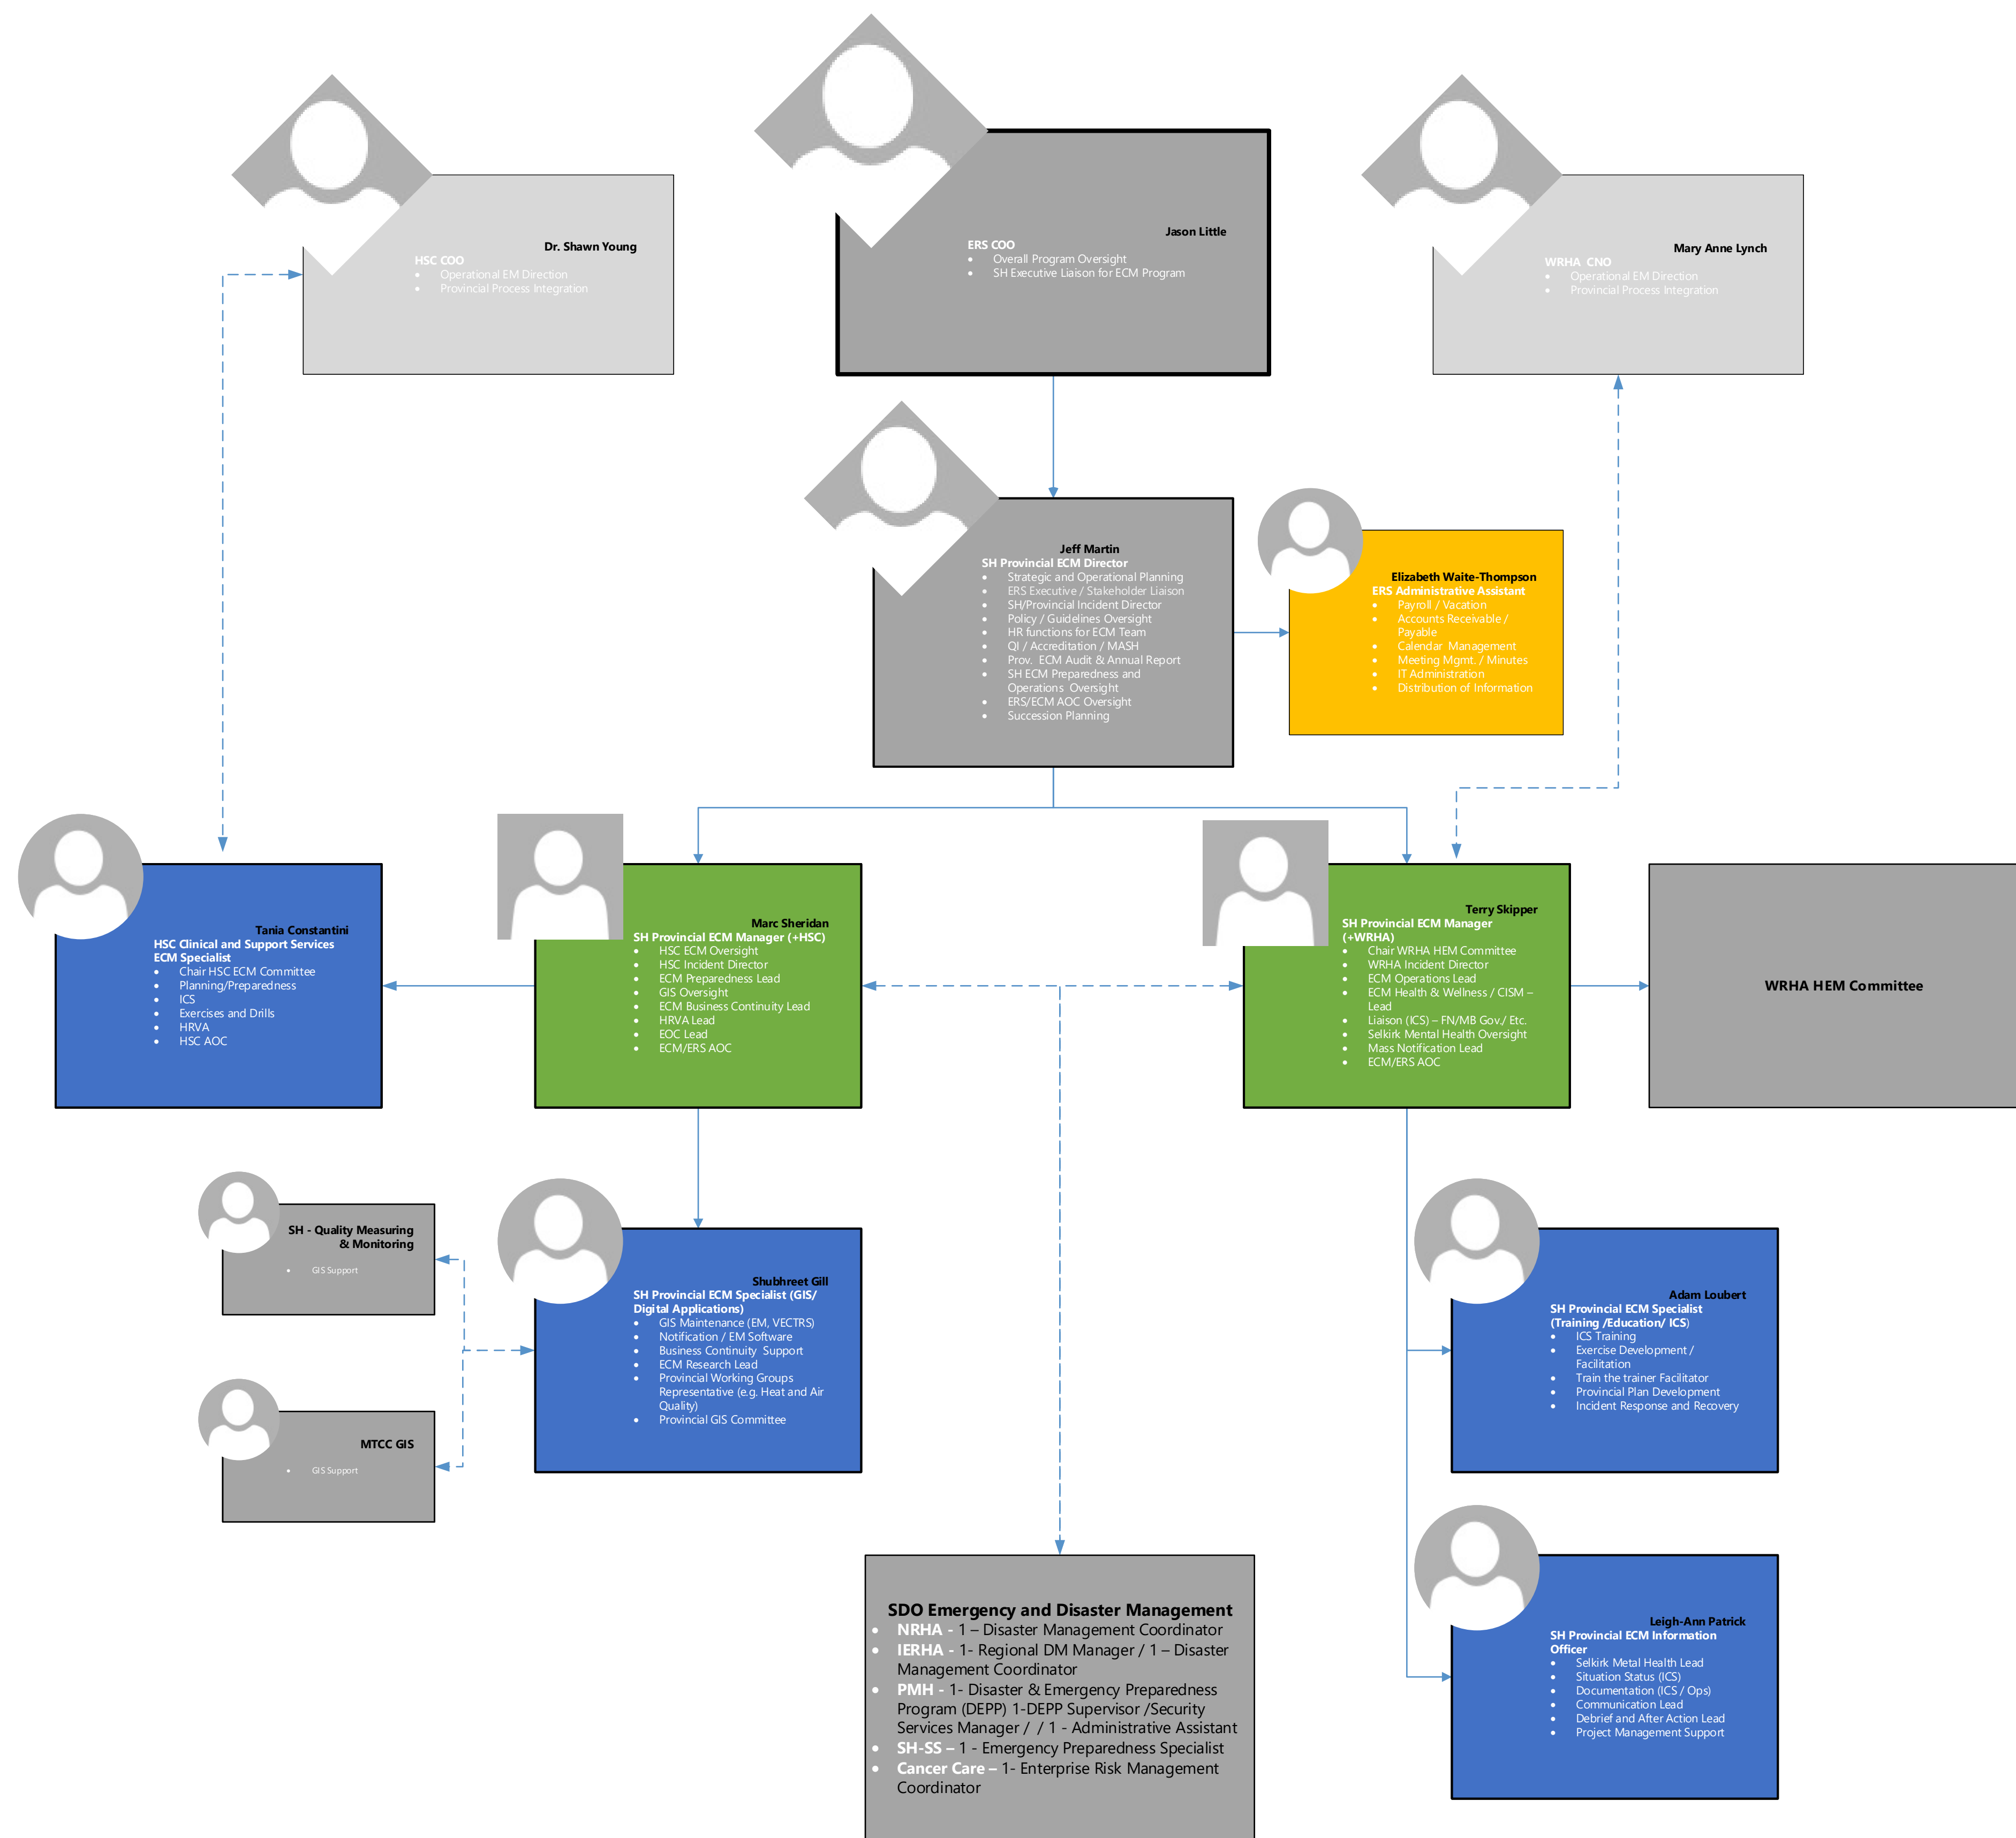 Dr. Shawn Young
HSC COO
• Operational EM Direction
• Provincial Process Integration
Jason Little
ERS COO
• Overall Program Oversight
• SH Executive Liaison for ECM Program
Mary Anne Lynch
WRHA  CNO
• Operational EM Direction
• Provincial Process Integration
Jeff Martin
SH Provincial ECM Director
• Strategic and Operational Planning
• ERS Executive / Stakeholder Liaison
• SH/Provincial Incident Director
• Policy / Guidelines Oversight
• HR functions for ECM Team
• QI / Accreditation / MASH
• Prov.  ECM Audit & Annual Report
• SH ECM Preparedness and
Operations  Oversight
• ERS/ECM AOC Oversight
• Succession Planning
Elizabeth Waite-Thompson
ERS Administrative Assistant
• Payroll / Vacation
• Accounts Receivable /
Payable
• Calendar  Management
• Meeting Mgmt. / Minutes
• IT Administration
• Distribution of Information
Tania Constantini
HSC Clinical and Support Services
ECM Specialist
• Chair HSC ECM Committee
• Planning/Preparedness
• ICS
• Exercises and Drills
• HRVA
• HSC AOC
Marc Sheridan
SH Provincial ECM Manager (+HSC)
• HSC ECM Oversight
• HSC Incident Director
• ECM Preparedness Lead
• GIS Oversight
• ECM Business Continuity Lead
• HRVA Lead
• EOC Lead
• ECM/ERS AOC
Terry Skipper
SH Provincial ECM Manager
(+WRHA)
• Chair WRHA HEM Committee
• WRHA Incident Director
• ECM Operations Lead
• ECM Health & Wellness / CISM –
Lead
• Liaison (ICS) – FN/MB Gov./ Etc.
• Selkirk Mental Health Oversight
• Mass Notification Lead
• ECM/ERS AOC
WRHA HEM Committee
SH - Quality Measuring
& Monitoring
• GIS Support
MTCC GIS
• GIS Support
Shubhreet Gill
SH Provincial ECM Specialist (GIS/
Digital Applications)
• GIS Maintenance (EM, VECTRS)
• Notification / EM Software
• Business Continuity  Support
• ECM Research Lead
• Provincial Working Groups
Representative (e.g. Heat and Air
Quality)
• Provincial GIS Committee
Adam Loubert
SH Provincial ECM Specialist
(Training /Education/ ICS)
• ICS Training
• Exercise Development /
Facilitation
• Train the trainer Facilitator
• Provincial Plan Development
• Incident Response and Recovery
Leigh-Ann Patrick
SH Provincial ECM Information
Officer
• Selkirk Metal Health Lead
• Situation Status (ICS)
• Documentation (ICS / Ops)
• Communication Lead
• Debrief and After Action Lead
• Project Management Support
SDO Emergency and Disaster Management
• NRHA - 1 – Disaster Management Coordinator
• IERHA - 1- Regional DM Manager / 1 – Disaster
Management Coordinator
• PMH - 1- Disaster & Emergency Preparedness
Program (DEPP) 1-DEPP Supervisor /Security
Services Manager /  / 1 - Administrative Assistant
• SH-SS – 1 - Emergency Preparedness Specialist
• Cancer Care – 1- Enterprise Risk Management
Coordinator